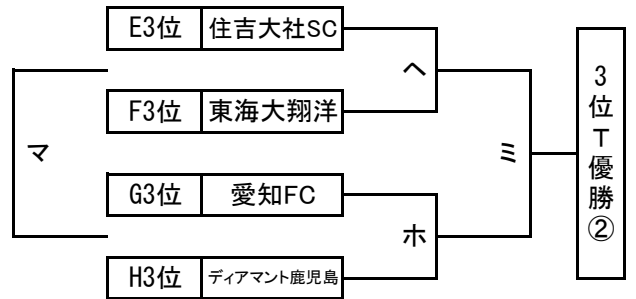 E3位 住吉大社SC
ヘ
F3位 東海大翔洋
マ
ミ
3位T優勝②
G3位 愛知FC
ホ
H3位 ディアマント鹿児島